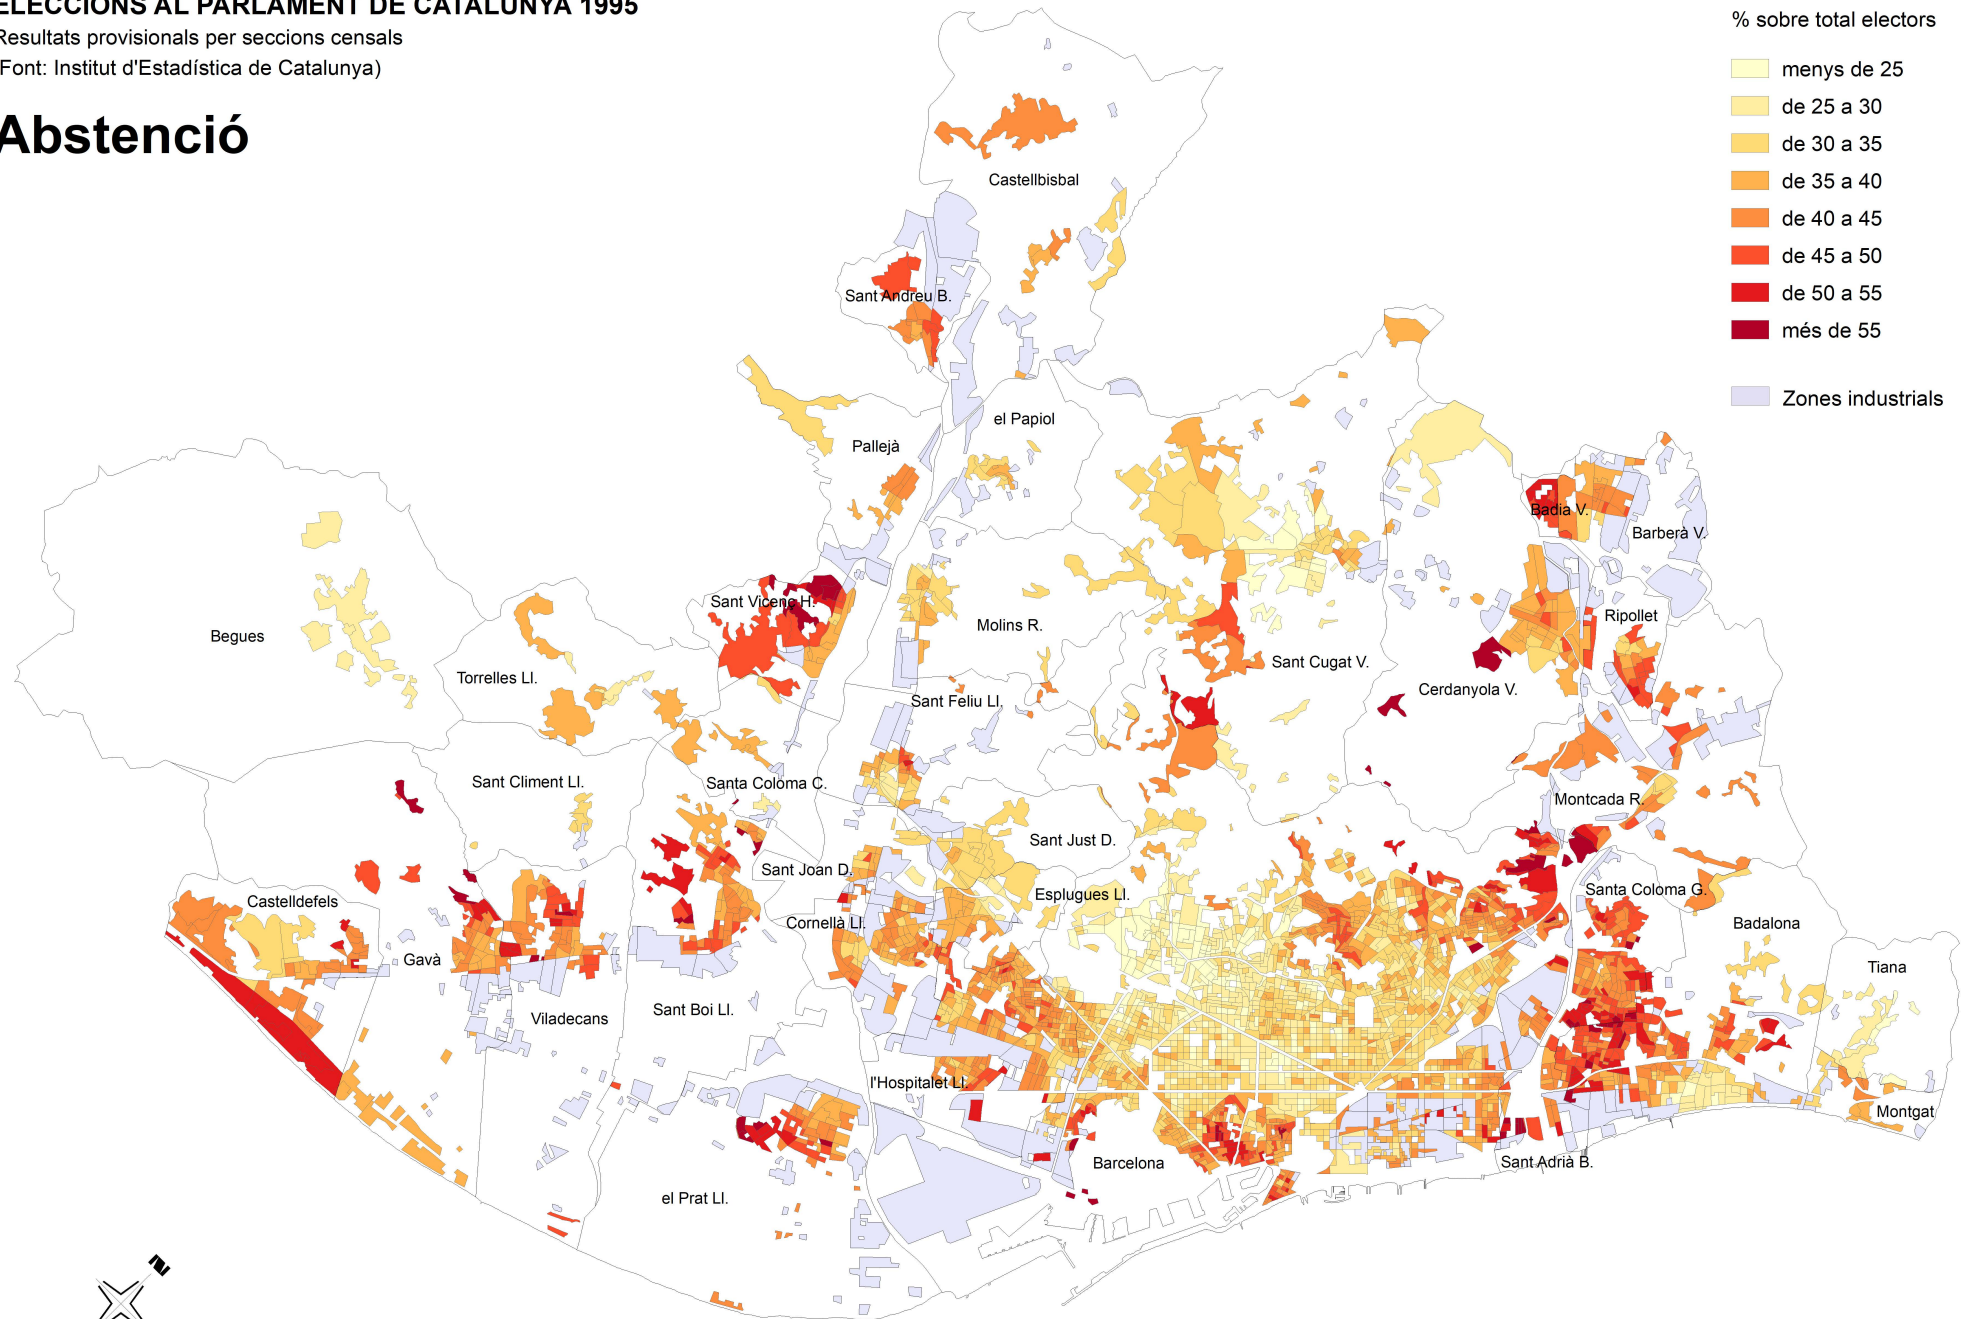 ELECCIONS AL PARLAMENT DE CATALUNYA 1995
Resultats provisionals per seccions censals
(Font: Institut d'Estadística de Catalunya)
Abstenció
% sobre total electors
menys de 25
de 25 a 30
de 30 a 35
de 35 a 40
de 40 a 45
de 45 a 50
de 50 a 55
més de 55
Zones industrials
Castellbisbal
Sant Andreu B.
el Papiol
Pallejà
Badia V.
Barberà V.
Sant Vicenç H.
Ripollet
Molins R.
Begues
Sant Cugat V.
Torrelles Ll.
Cerdanyola V.
Sant Feliu Ll.
Sant Climent Ll.
Santa Coloma C.
Montcada R.
Sant Just D.
Sant Joan D.
Santa Coloma G.
Esplugues Ll.
Castelldefels
Cornellà Ll.
Badalona
Gavà
Tiana
Sant Boi Ll.
Viladecans
l'Hospitalet Ll.
Montgat
Barcelona
Sant Adrià B.
el Prat Ll.
N